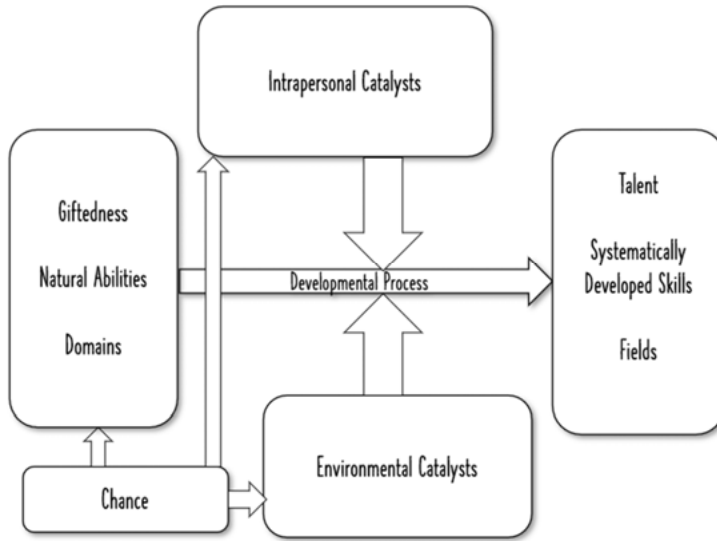 Intrapersonal Catalysts
Giftedness
Natural Abilities
Domains
Developmental Process
Talent
Systematically
Developed Skills
Fields
Environmental Catalysts
Chance